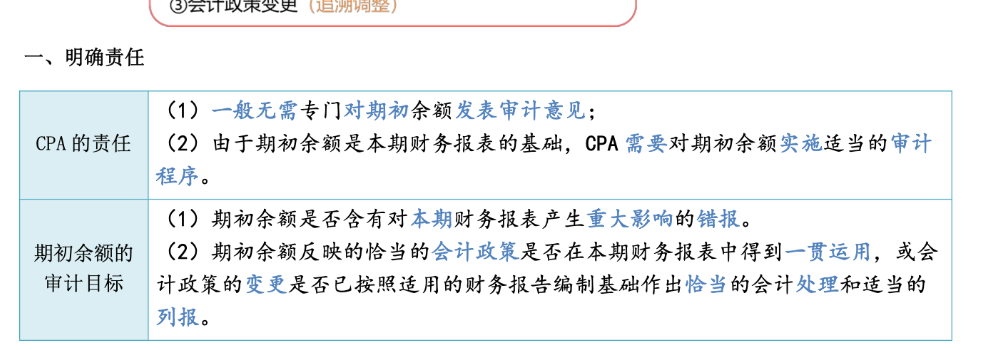 ③会计政策变更（追溯调整）
一、明确责任
CPA 的责任
（1）一般无需专门对期初余额发表审计意见；
（2）由于期初余额是本期财务报表的基础，CPA 需要对期初余额实施适当的审计
程序。
期初余额的
审计目标
（1）期初余额是否含有对本期财务报表产生重大影响的错报。
（2）期初余额反映的恰当的会计政策是否在本期财务报表中得到一贯运用，或会
计政策的变更是否已按照适用的财务报告编制基础作出恰当的会计处理和适当的
列报。